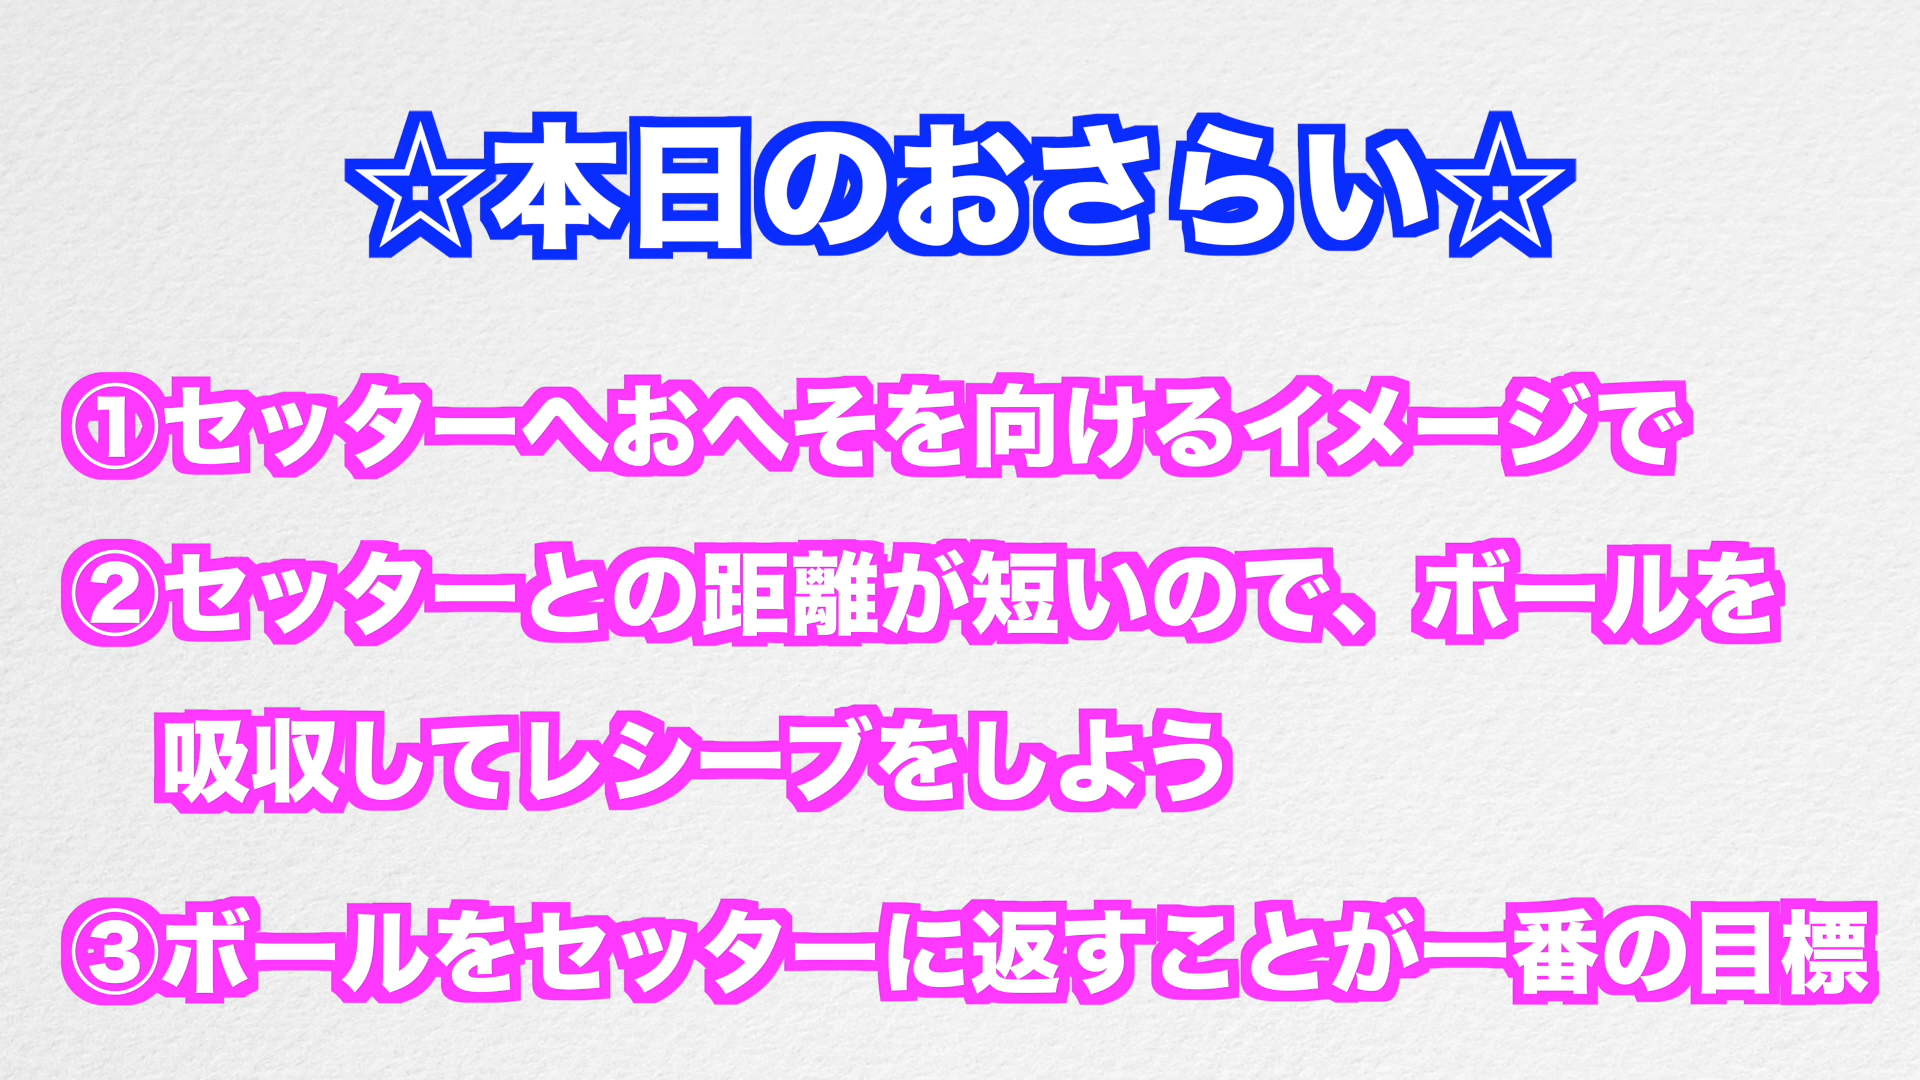 ☆本日のおさらい☆
①セッターへおへそを向けるイメージで
②セッターとの距離が短いので、ボールを
吸収してレシーブをしよう
③ボールをセッターに返すことが一番の目標